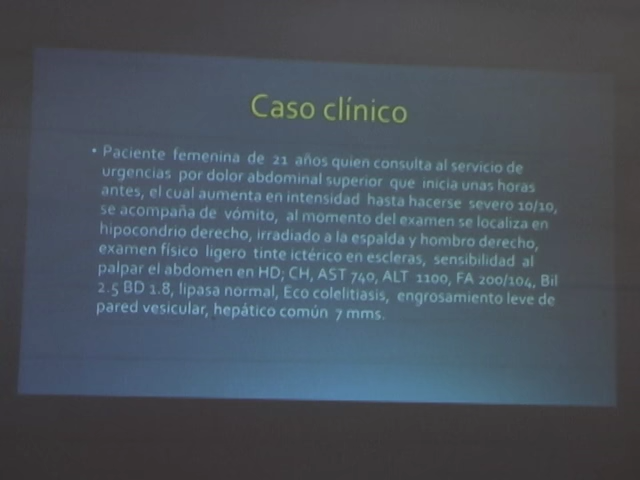 Caso clínico
• Paciente femenina de 21 años quien consulta al servicio de
urgencias por dolor abdominal superior que inicia unas horas
antes, el cual aumenta en intensidad hasta hacerse severo 10/10,
se acompaña de vómito, al momento del examen se localiza en
hipocondrio derecho, irradiado a la espalda y hombro derecho,
examen físico ligero tinte ictérico en escleras, sensibilidad al
palpar el abdomen en HD; CH, AST 740, ALT 1100, FA 200/104, Bil
2.5 BD 1.8, lipasa normal, Eco colelitiasis, engrosamiento leve de
pared vesicular, hepático común 7 mms.